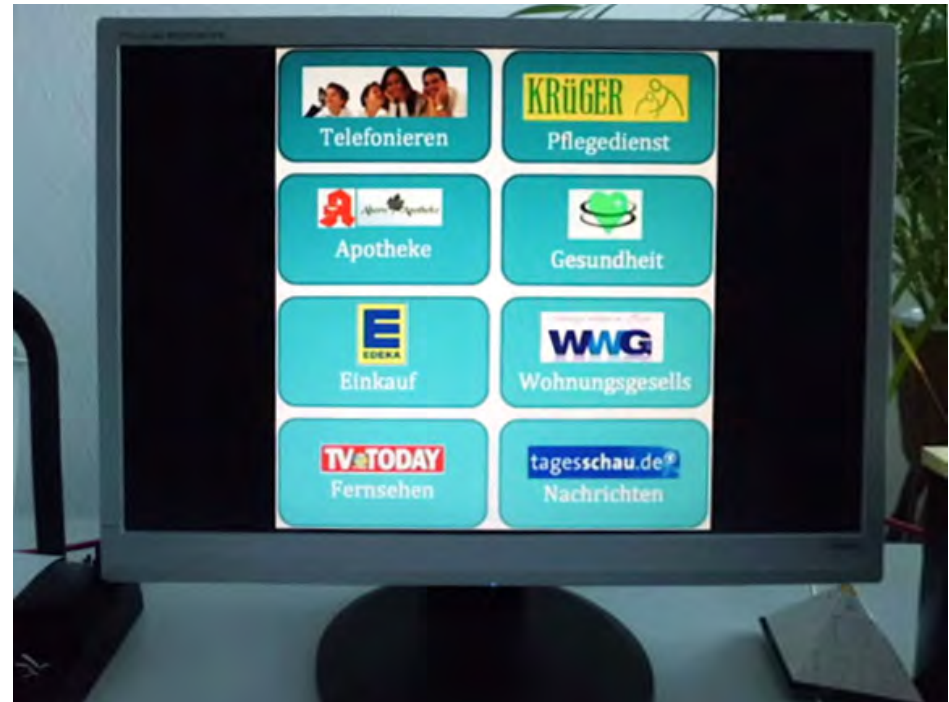 Telefonieren
KRüGER
Pflegedienst
Apotheke
Gesundheit
E
EDEKA
Einkauf
WWG
Wohnungsgesells
TV TODAY
Fernsehen
tagesschau.de
Nachrichten